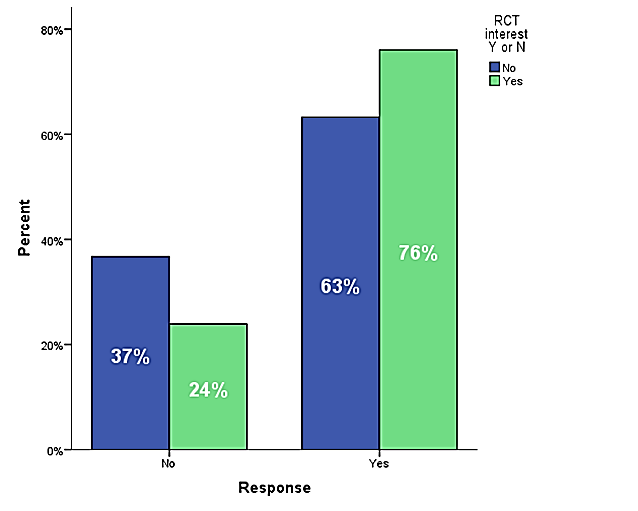 RCT
interest
Y or N
No
Yes
80%
60%
40%
20%
0%
Percent
37%
24%
63%
76%
No
Yes
Response